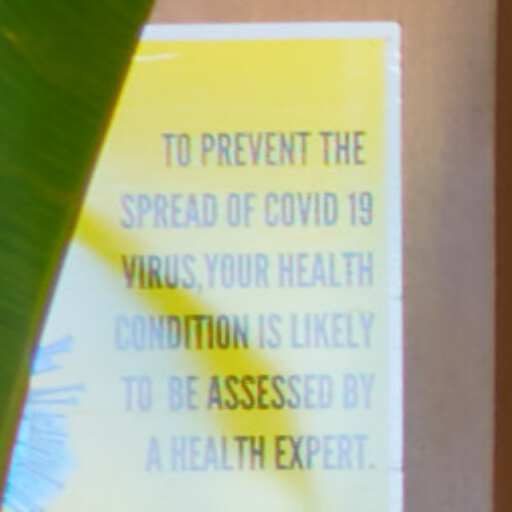 TO PREVENT THE
SPREAD OF COVID 19
VIRUS,YOUR HEALTH
CONDITION IS LIKELY
TO BE ASSESSED BY
A HEALTH EXPERT.